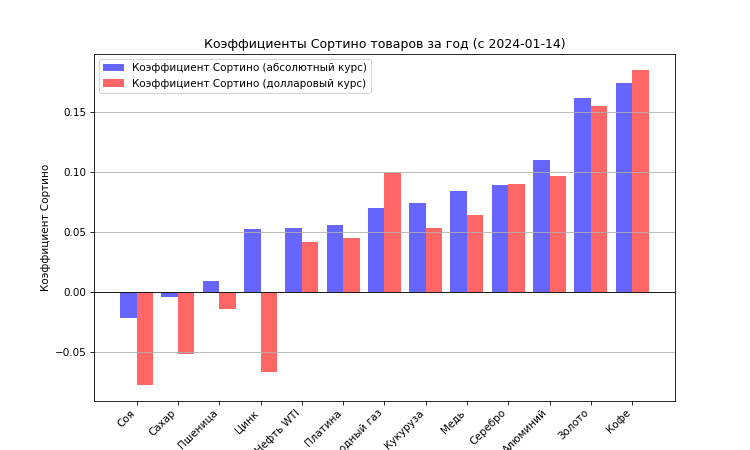 Коэффициенты Сортино товаров за год (с 2024-01-14)
Коэффициент Сортино (абсолютный курс)
Коэффициент Сортино (долларовый курс)
Коэффициент Сортино
0.15
0.10
0.05
0.00
−0.05
Соя
Сахар
Пшеница
Цинк
Нефть WTI
Платина
одный газ
Кукуруза
Медь
Серебро
Алюминий
Золото
Кофе